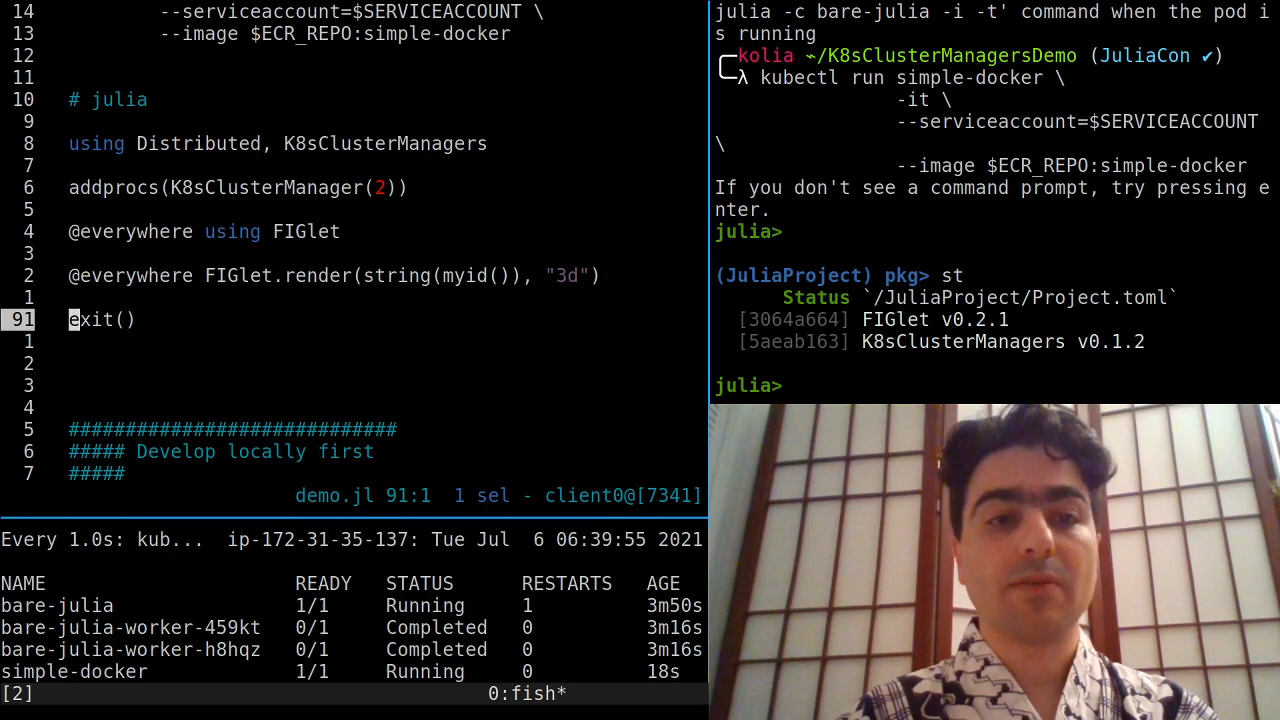 14         --serviceaccount=$SERVICEACCOUNT \
13         --image $ECR_REPO:simple-docker
12
11
10 # julia
9
8 using Distributed, K8sClusterManagers
7
6 addprocs(K8sClusterManager(2))
5
4 @everywhere using FIGlet
3
2 @everywhere FIGlet.render(string(myid()), "3d")
1
91 exit()
1
2
3
4
5 #############################
6 ##### Develop locally first
7 #####
demo.jl 91:1  1 sel - client0@[7341]
julia -c bare-julia -i -t' command when the pod i
s running
kolia ~/K8sClusterManagersDemo (JuliaCon ✔)
λ kubectl run simple-docker \
-it \
--serviceaccount=$SERVICEACCOUNT
\
--image $ECR_REPO:simple-docker
If you don't see a command prompt, try pressing e
nter.
julia>
(JuliaProject) pkg> st
Status `/JuliaProject/Project.toml`
[3064a664] FIGlet v0.2.1
[5aeab163] K8sClusterManagers v0.1.2
julia>
Every 1.0s: kub...  ip-172-31-35-137: Tue Jul  6 06:39:55 2021
NAME READY STATUS RESTARTS AGE
bare-julia 1/1 Running 1 3m50s
bare-julia-worker-459kt 0/1 Completed 0 3m16s
bare-julia-worker-h8hqz 0/1 Completed 0 3m16s
simple-docker 1/1 Running 0 18s
[2] 0:fish*